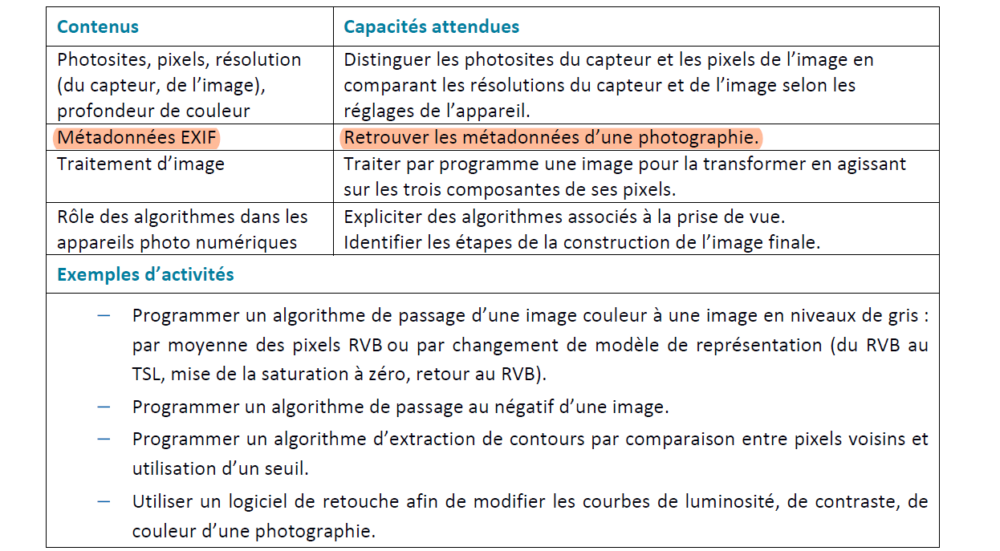 Contenus
Capacités attendues
Photosites, pixels, résolution
(du capteur, de l’image),
profondeur de couleur
Distinguer les photosites du capteur et les pixels de l’image en
comparant les résolutions du capteur et de l’image selon les
réglages de l’appareil.
Métadonnées EXIF
Retrouver les métadonnées d’une photographie.
Traitement d’image
Traiter par programme une image pour la transformer en agissant
sur les trois composantes de ses pixels.
Rôle des algorithmes dans les
appareils photo numériques
Expliciter des algorithmes associés à la prise de vue.
Identifier les étapes de la construction de l’image finale.
Exemples d’activités
— Programmer un algorithme de passage d’une image couleur à une image en niveaux de gris :
par moyenne des pixels RVB ou par changement de modèle de représentation (du RVB au
TSL, mise de la saturation à zéro, retour au RVB).
— Programmer un algorithme de passage au négatif d’une image.
— Programmer un algorithme d’extraction de contours par comparaison entre pixels voisins et
utilisation d’un seuil.
— Utiliser un logiciel de retouche afin de modifier les courbes de luminosité, de contraste, de
couleur d’une photographie.